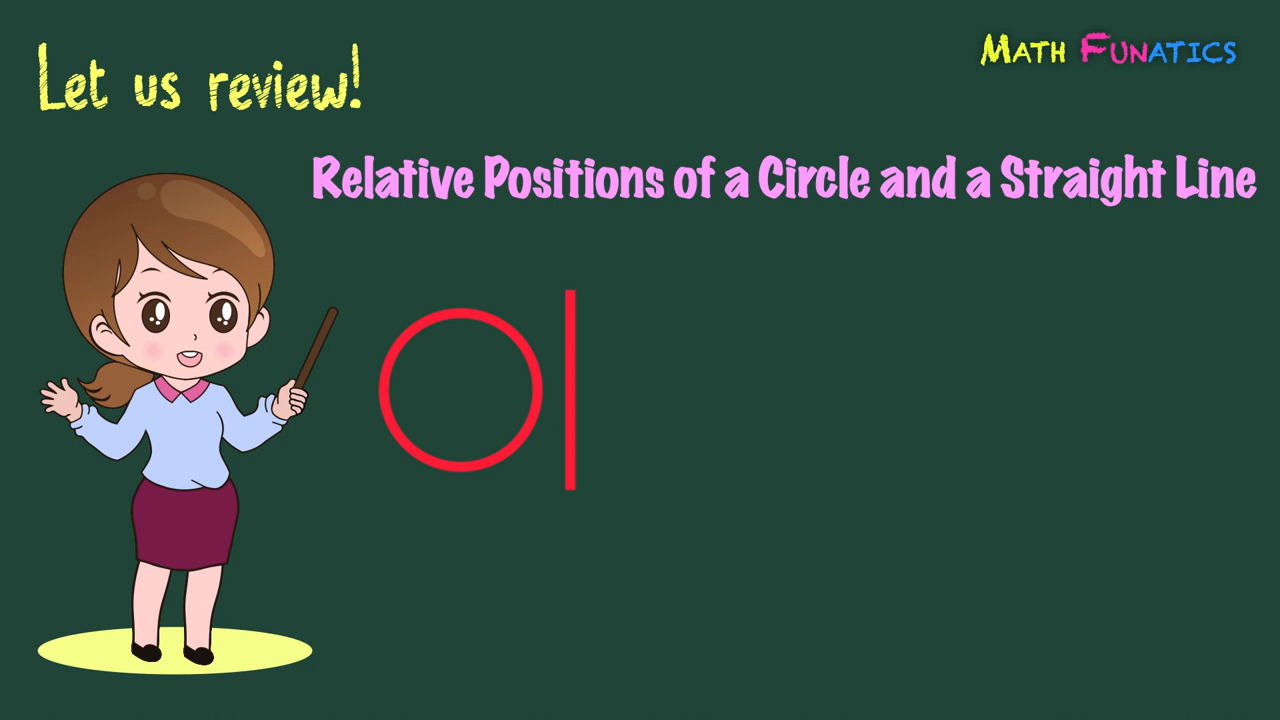 Let us review!
MATH FUNATICS
Relative Positions of a Circle and a Straight Line